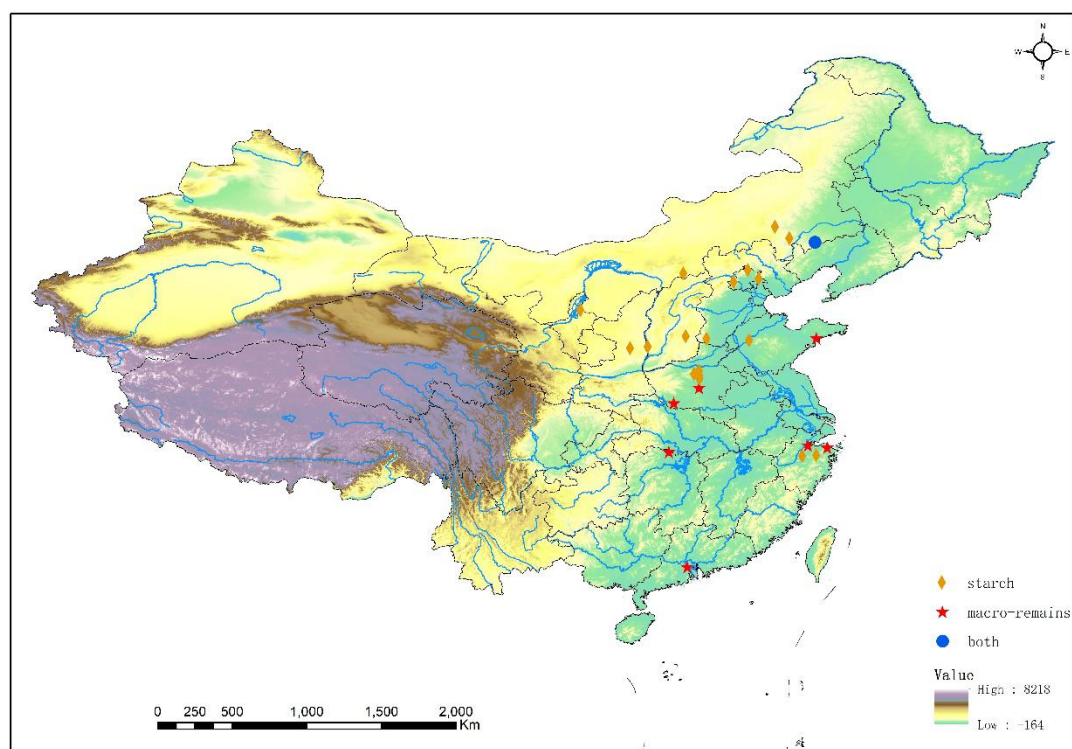 N
W E
S
starch
macro-remains
both
Value
High : 8218
Low : -164
0 250 500 1,000 1,500 2,000
Km